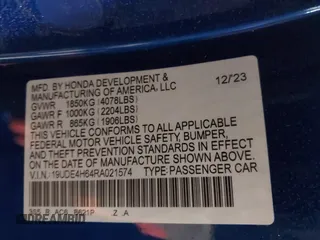 MFD. BY HONDA DEVELOPMENT &
MANUFACTURING OF AMERICA, LLC 12/23
GVWR 1850KG (4078LBS)
GAWR F 1000KG (2204LBS)
GAWR R 865KG (1906LBS)
THIS VEHICLE CONFORMS TO ALL APPLICABLE
FEDERAL MOTOR VEHICLE SAFETY, BUMPER,
AND THEFT PREVENTION STANDARDS IN EFFECT
ON THE DATE OF MANUFACTURE SHOWN ABOVE.
V.I.N.: 19UDE4H64RA021574 TYPE: PASSENGER CAR
B621P Z A